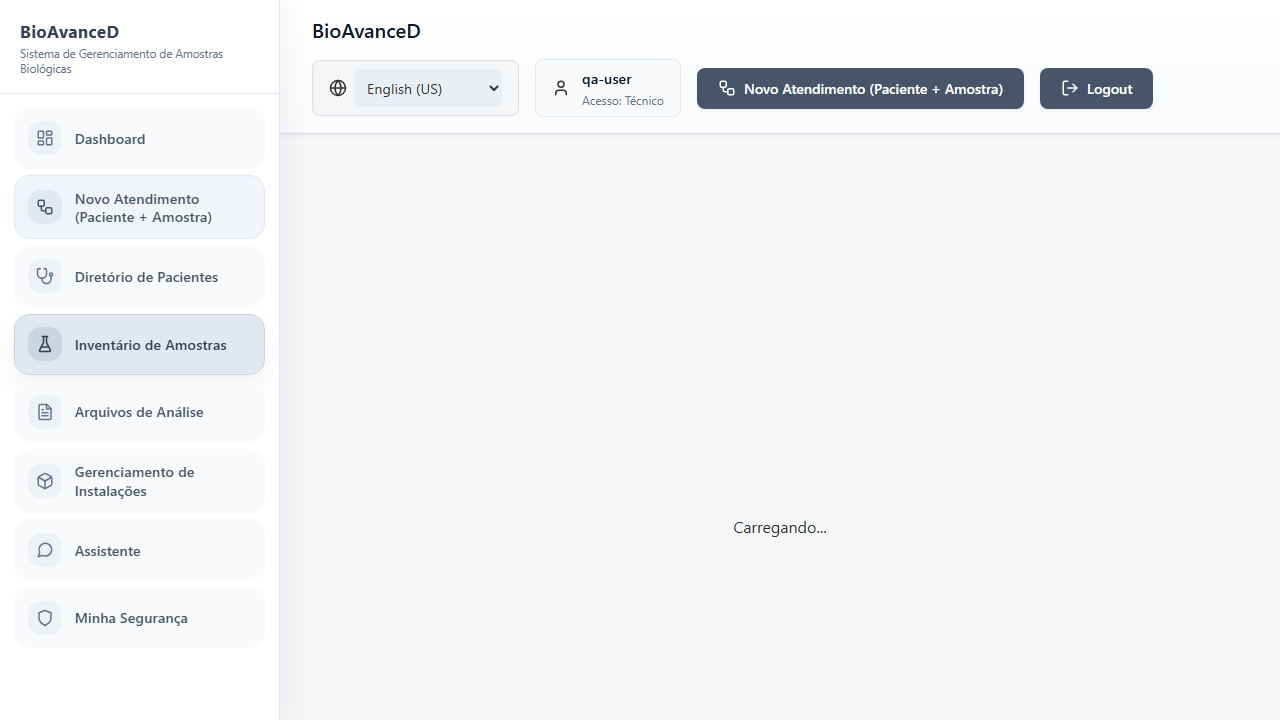 BioAvanceD
Sistema de Gerenciamento de Amostras
Biológicas
Dashboard
Novo Atendimento
(Paciente + Amostra)
Diretório de Pacientes
Inventário de Amostras
Arquivos de Análise
Gerenciamento de
Instalações
Assistente
Minha Segurança
BioAvanceD
English (US)
qa-user
Acesso: Técnico
Novo Atendimento (Paciente + Amostra)
Logout
Carregando...